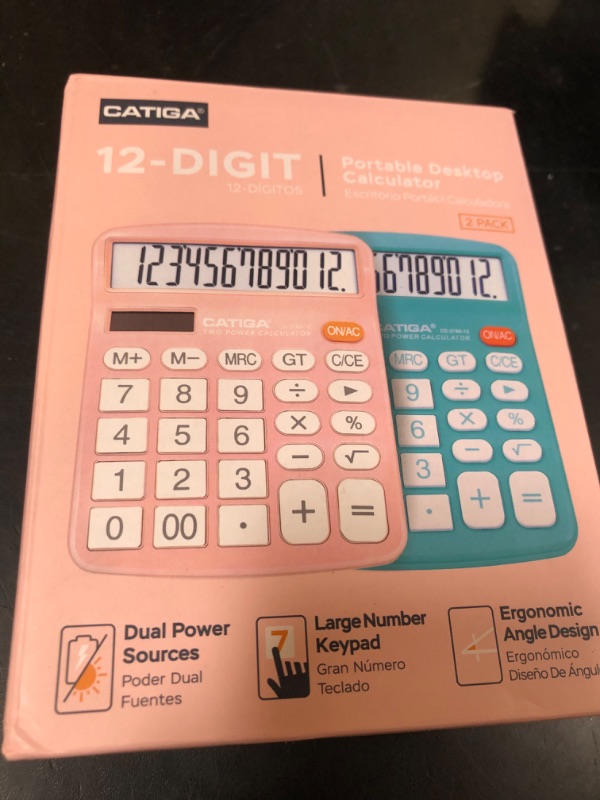 CATIGA®
12-DIGIT
12-DÍGITOS
Portable Desktop
Calculator
Escritorio Portátil Calculadora
2 PACK
123456789012.
56789012.
CATIGA®
TWO POWER CALCULATOR
ON/AC
M+ M− MRC GT C/CE
7 8 9 ÷ ►
4 5 6 × %
1 2 3 − √
0 00 · + =
CATIGA®
POWER CALCULATOR
ON/AC
MRC GT C/CE
9 ÷ ►
6 × %
3 − √
· + =
Dual Power
Sources
Poder Dual
Fuentes
7
Large Number
Keypad
Gran Número
Teclado
Ergonomic
Angle Design
Ergonómico
Diseño De Ángul